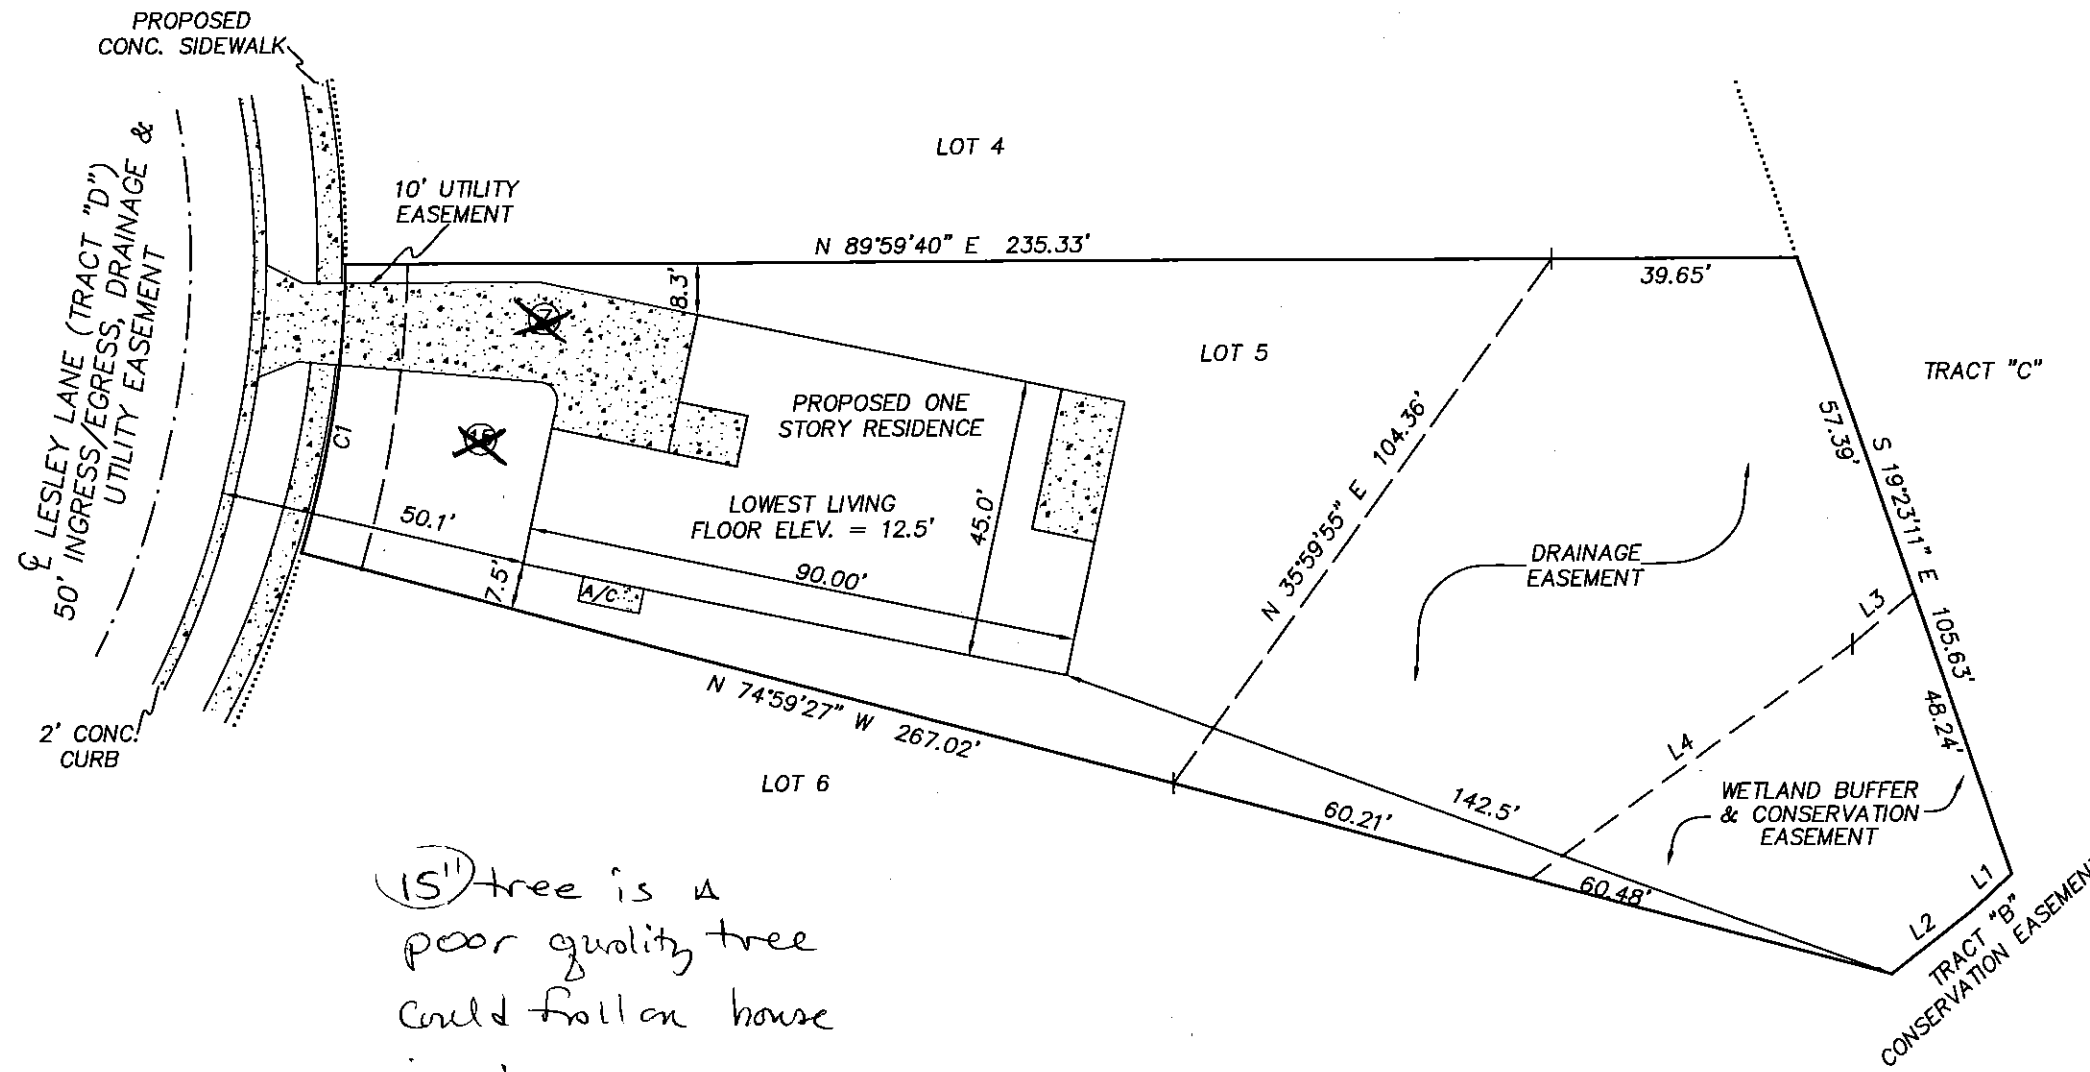 PROPOSED
CONC. SIDEWALK
℄ LESLEY LANE (TRACT "D")
50' INGRESS/EGRESS, DRAINAGE &
UTILITY EASEMENT
10' UTILITY
EASEMENT
LOT 4
N 89°59'40" E 235.33'
39.65'
8.3'
7
15
C1
LOT 5
TRACT "C"
PROPOSED ONE
STORY RESIDENCE
LOWEST LIVING
FLOOR ELEV. = 12.5'
45.0'
50.1'
90.00'
7.5'
A/C
N 35°59'55" E 104.36'
57.39'
S 19°23'11" E 105.63'
48.24'
DRAINAGE
EASEMENT
L3
L4
N 74°59'27" W 267.02'
2' CONC.
CURB
LOT 6
60.21'
142.5'
60.48'
WETLAND BUFFER
& CONSERVATION
EASEMENT
L1
L2
TRACT "B"
CONSERVATION EASEMENT
15" tree is a
poor quality tree
could fall on house